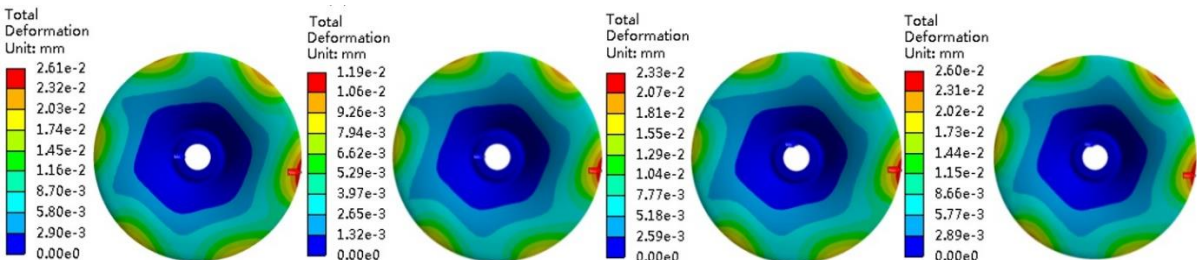 Total
Deformation
Unit: mm
2.61e-2
2.32e-2
2.03e-2
1.74e-2
1.45e-2
1.16e-2
8.70e-3
5.80e-3
2.90e-3
0.00e0
Total
Deformation
Unit: mm
1.19e-2
1.06e-2
9.26e-3
7.94e-3
6.62e-3
5.29e-3
3.97e-3
2.65e-3
1.32e-3
0.00e0
Total
Deformation
Unit: mm
2.33e-2
2.07e-2
1.81e-2
1.55e-2
1.29e-2
1.04e-2
7.77e-3
5.18e-3
2.59e-3
0.00e0
Total
Deformation
Unit: mm
2.60e-2
2.31e-2
2.02e-2
1.73e-2
1.44e-2
1.15e-2
8.66e-3
5.77e-3
2.89e-3
0.00e0